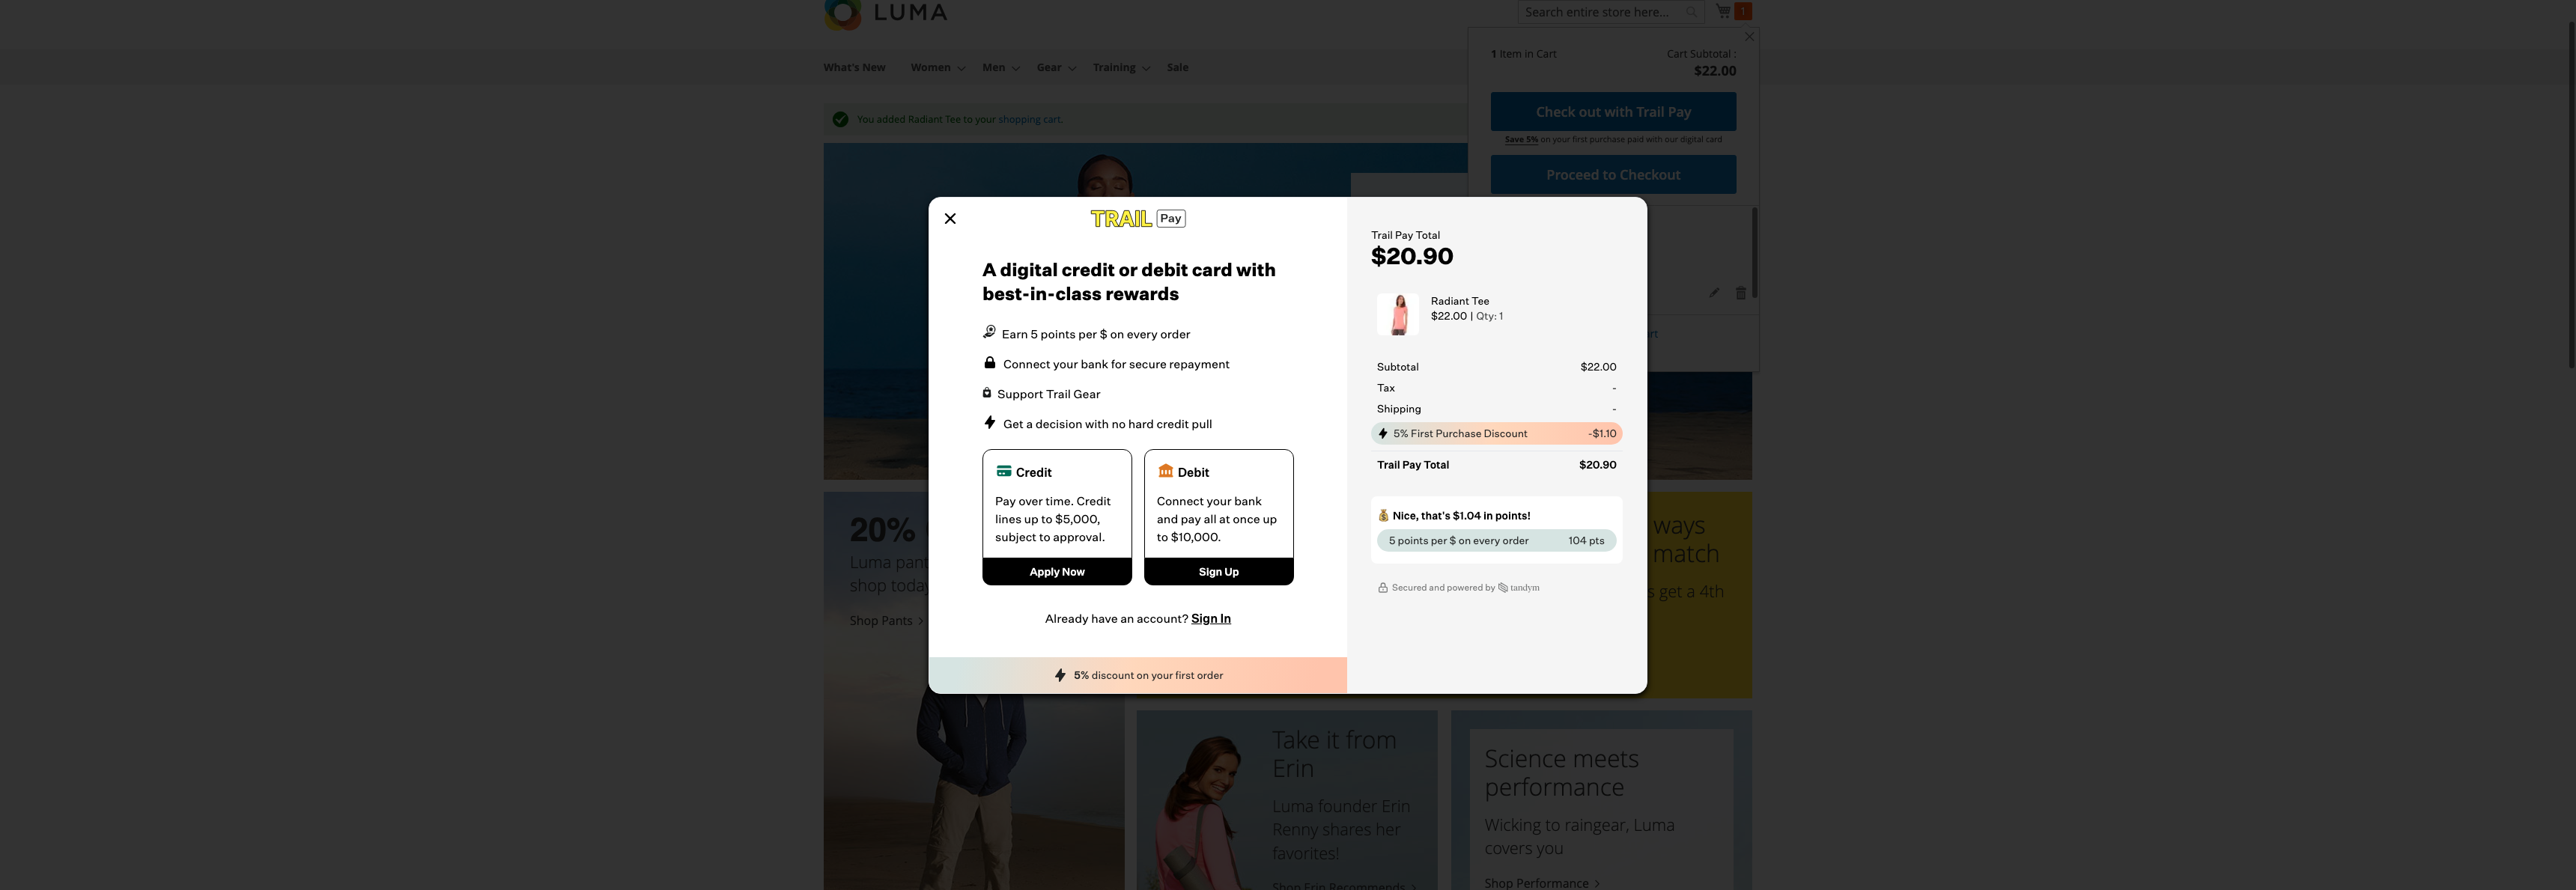 LUMA
Search entire store here...
1
What's New
Women
Men
Gear
Training
Sale
1 Item in Cart
Cart Subtotal :
$22.00
Check out with Trail Pay
Save 5% on your first purchase paid with our digital card
Proceed to Checkout
You added Radiant Tee to your shopping cart.
TRAIL Pay
A digital credit or debit card with
best-in-class rewards
Earn 5 points per $ on every order
Connect your bank for secure repayment
Support Trail Gear
Get a decision with no hard credit pull
Credit
Pay over time. Credit
lines up to $5,000,
subject to approval.
Apply Now
Debit
Connect your bank
and pay all at once up
to $10,000.
Sign Up
Already have an account? Sign In
5% discount on your first order
Trail Pay Total
$20.90
Radiant Tee
$22.00 | Qty: 1
Subtotal
$22.00
Tax
-
Shipping
-
5% First Purchase Discount
-$1.10
Trail Pay Total
$20.90
Nice, that's $1.04 in points!
5 points per $ on every order
104 pts
Secured and powered by tandym
20%
Luma pant
shop today
Shop Pants >
ways
match
s get a 4th
Take it from
Erin
Luma founder Erin
Renny shares her
favorites!
Shop Erin Recommends >
Science meets
performance
Wicking to raingear, Luma
covers you
Shop Performance >